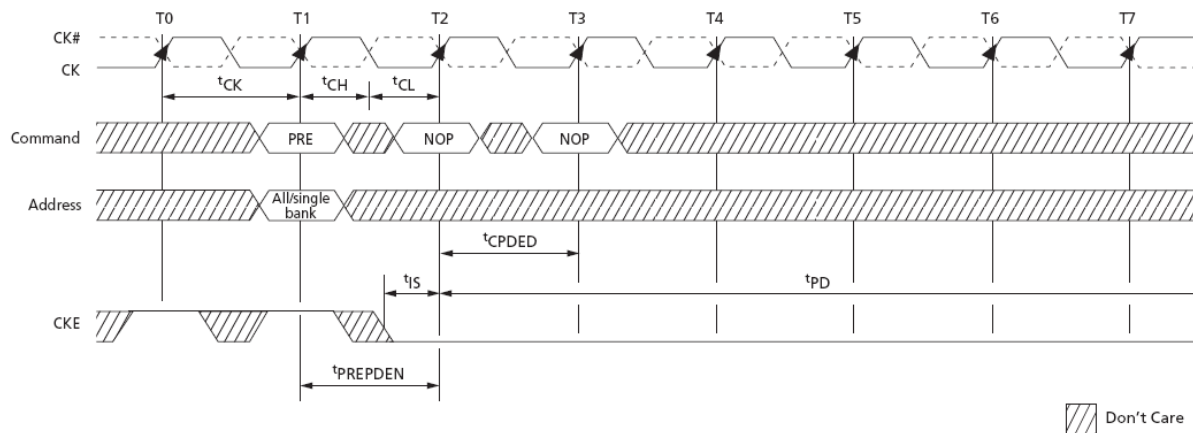 T0 T1 T2 T3 T4 T5 T6 T7
CK#
CK
tCK tCH tCL
Command PRE NOP NOP
Address All/single
bank
tCPDED
tIS tPD
CKE
tPREPDEN
Don't Care